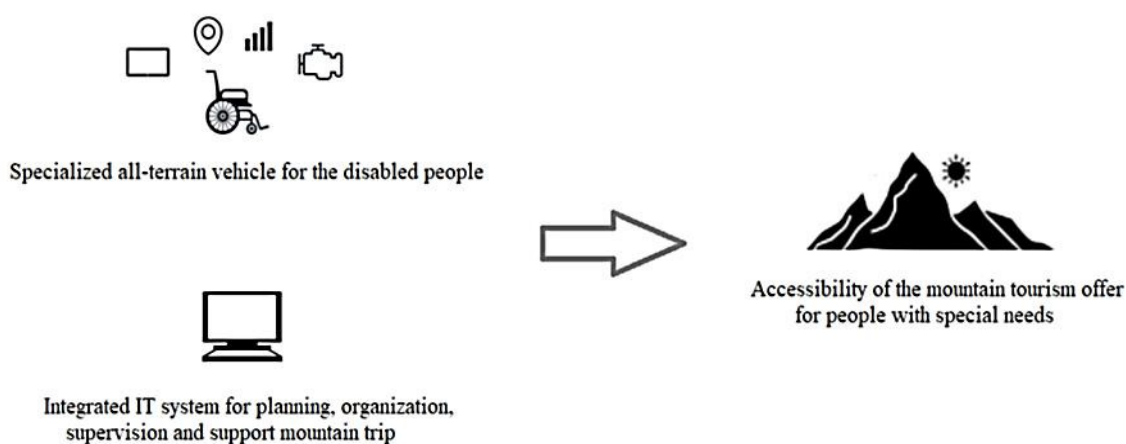 Specialized all-terrain vehicle for the disabled people
Accessibility of the mountain tourism offer
for people with special needs
Integrated IT system for planning, organization,
supervision and support mountain trip